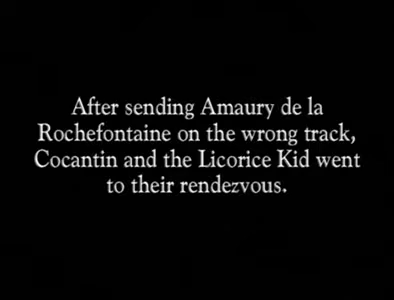 After sending Amaury de la
Rochefontaine on the wrong track,
Cocantin and the Licorice Kid went
to their rendezvous.